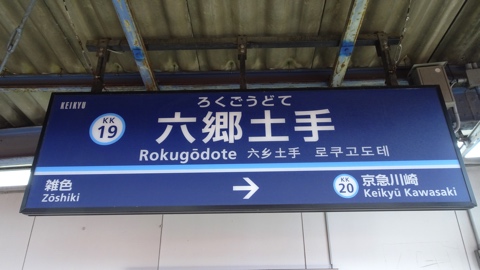 KEIKYU
KK
19
ろくごうどて
六郷土手
Rokugōdote 六乡土手 로쿠고도테
雑色
Zōshiki
→
KK
20
京急川崎
Keikyū Kawasaki